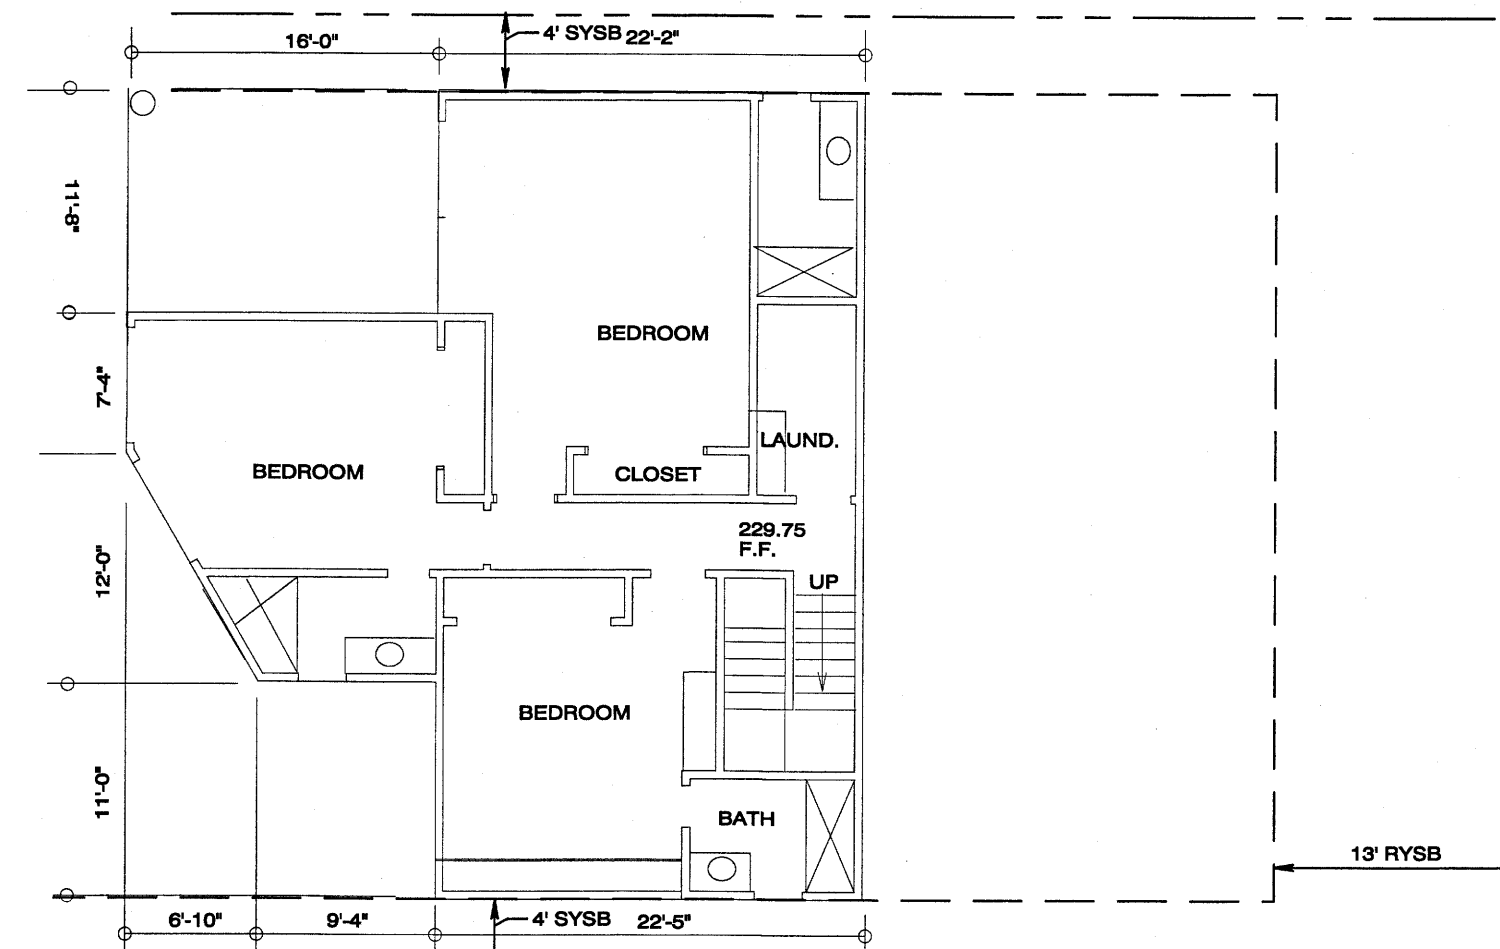 4' SYSB
16'-0"
22'-2"
11'-8"
BEDROOM
7'-4"
LAUND.
BEDROOM
CLOSET
229.75
F.F.
12'-0"
UP
BEDROOM
11'-0"
BATH
13' RYSB
6'-10"
9'-4"
4' SYSB
22'-5"